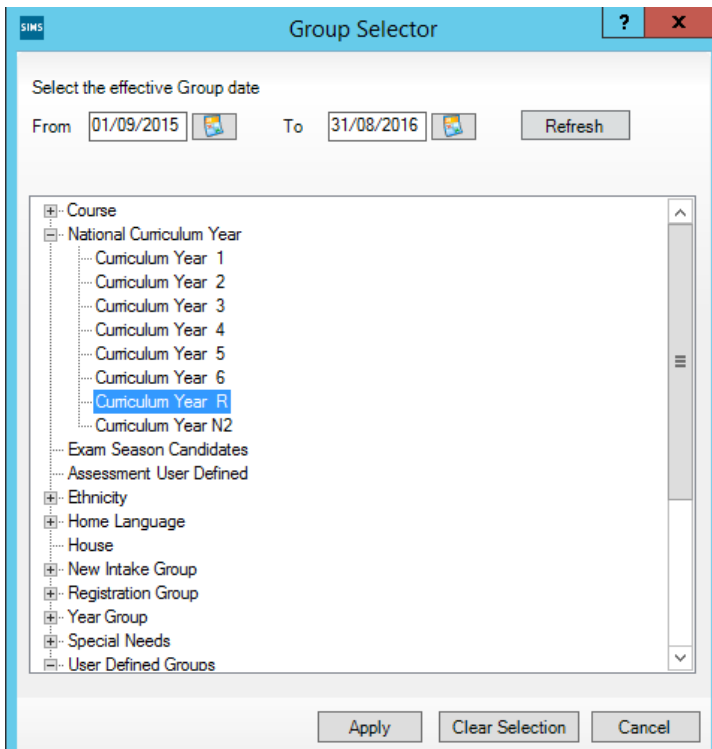 SIMS Group Selector ? x
Select the effective Group date
From 01/09/2015 To 31/08/2016 Refresh
Course
National Curriculum Year
Curriculum Year 1
Curriculum Year 2
Curriculum Year 3
Curriculum Year 4
Curriculum Year 5
Curriculum Year 6
Curriculum Year R
Curriculum Year N2
Exam Season Candidates
Assessment User Defined
Ethnicity
Home Language
House
New Intake Group
Registration Group
Year Group
Special Needs
User Defined Groups
Apply Clear Selection Cancel